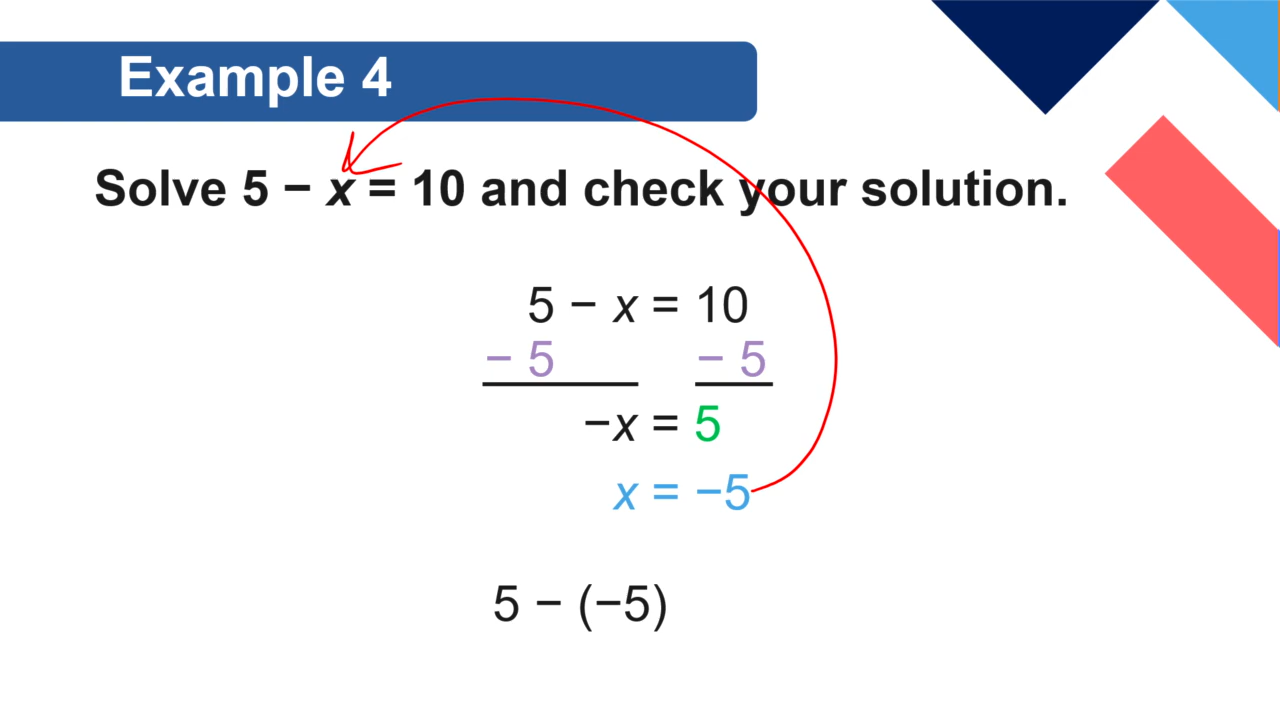 Example 4
Solve 5 − x = 10 and check your solution.
5 − x = 10
− 5 − 5
−x = 5
x = −5
5 − (−5)